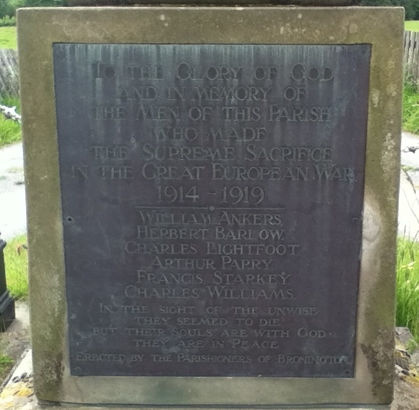 To the Glory of God
and in memory of
the Men of this Parish
who made
the Supreme Sacrifice
in the Great European War
1914 - 1919
William Ankers,
Herbert Barlow,
Charles Lightfoot
Arthur Parry
Francis Starkey
Charles Williams.
In the sight of the unwise
they seemed to die
but their souls are with God
they are in Peace
Erected by the Parishioners of Bronington.